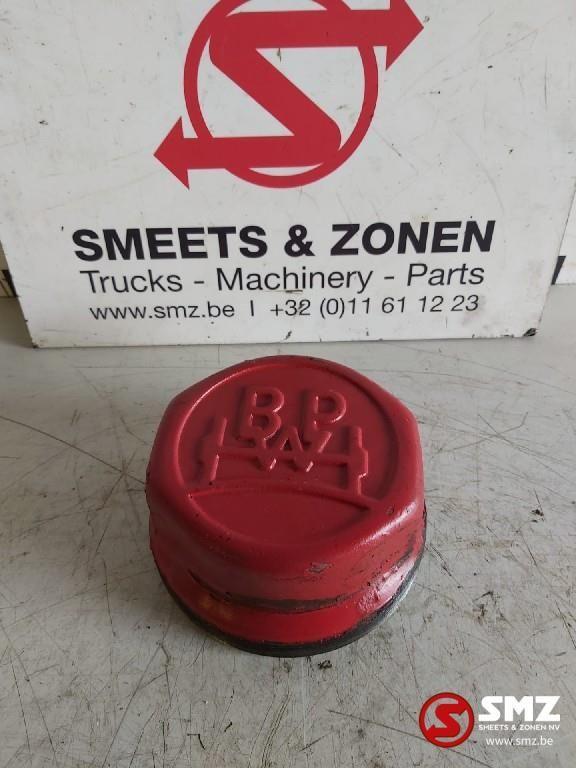 SMEETS & ZONEN
Trucks - Machinery - Parts
www.smz.be | +32 (0)11 61 12 23
BPW
SMZ
SMEETS & ZONEN NV
www.smz.be